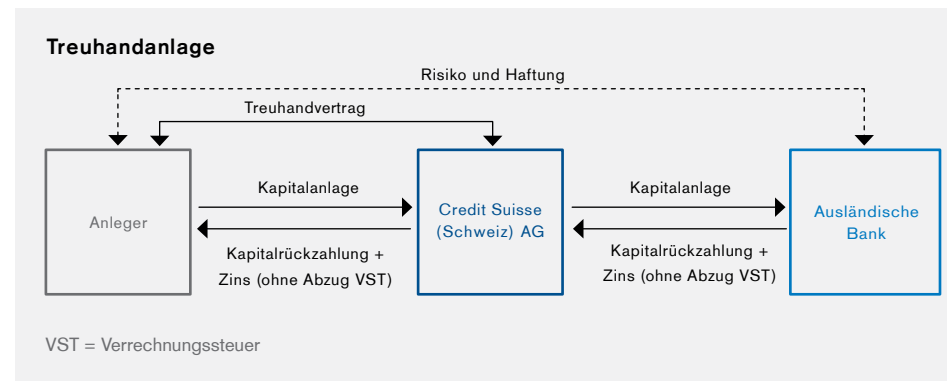 Treuhandanlage
Risiko und Haftung
Treuhandvertrag
Anleger
Kapitalanlage
Kapitalrückzahlung +
Zins (ohne Abzug VST)
Credit Suisse
(Schweiz) AG
Kapitalanlage
Kapitalrückzahlung +
Zins (ohne Abzug VST)
Ausländische
Bank
VST = Verrechnungssteuer